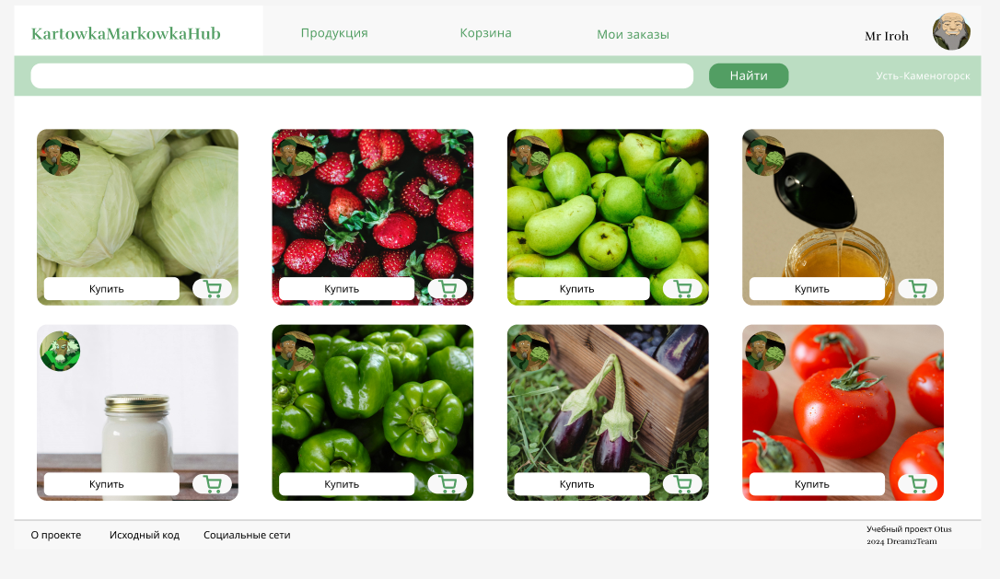 KartowkaMarkowkaHub
Продукция
Корзина
Мои заказы
Mr Iroh
Найти
Усть-Каменогорск
Купить
Купить
Купить
Купить
Купить
Купить
Купить
Купить
О проекте
Исходный код
Социальные сети
Учебный проект Otus
2024 Dream2Team